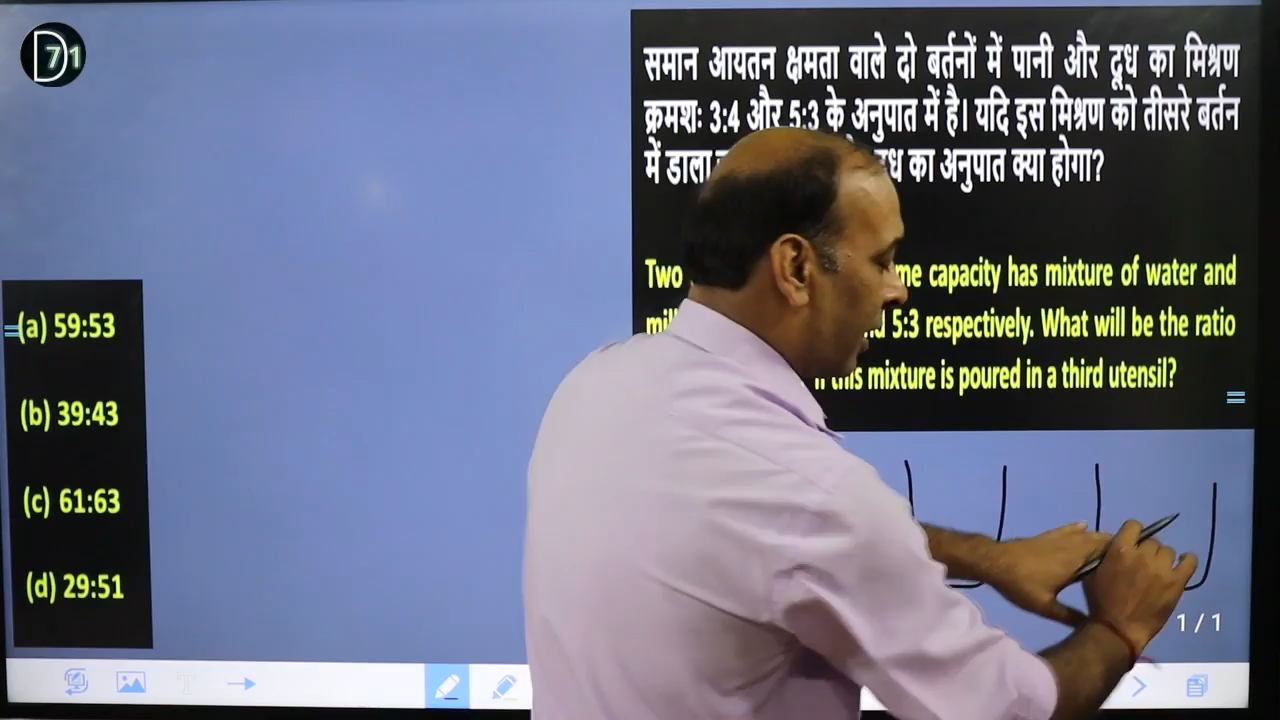 D71
समान आयतन क्षमता वाले दो बर्तनों में पानी और दूध का मिश्रण
क्रमशः 3:4 और 5:3 के अनुपात में है। यदि इस मिश्रण को तीसरे बर्तन
में डाला का अनुपात क्या होगा?
Two capacity has mixture of water and
5:3 respectively. What will be the ratio
this mixture is poured in a third utensil?
(a) 59:53
(b) 39:43
(c) 61:63
(d) 29:51
1/1
T